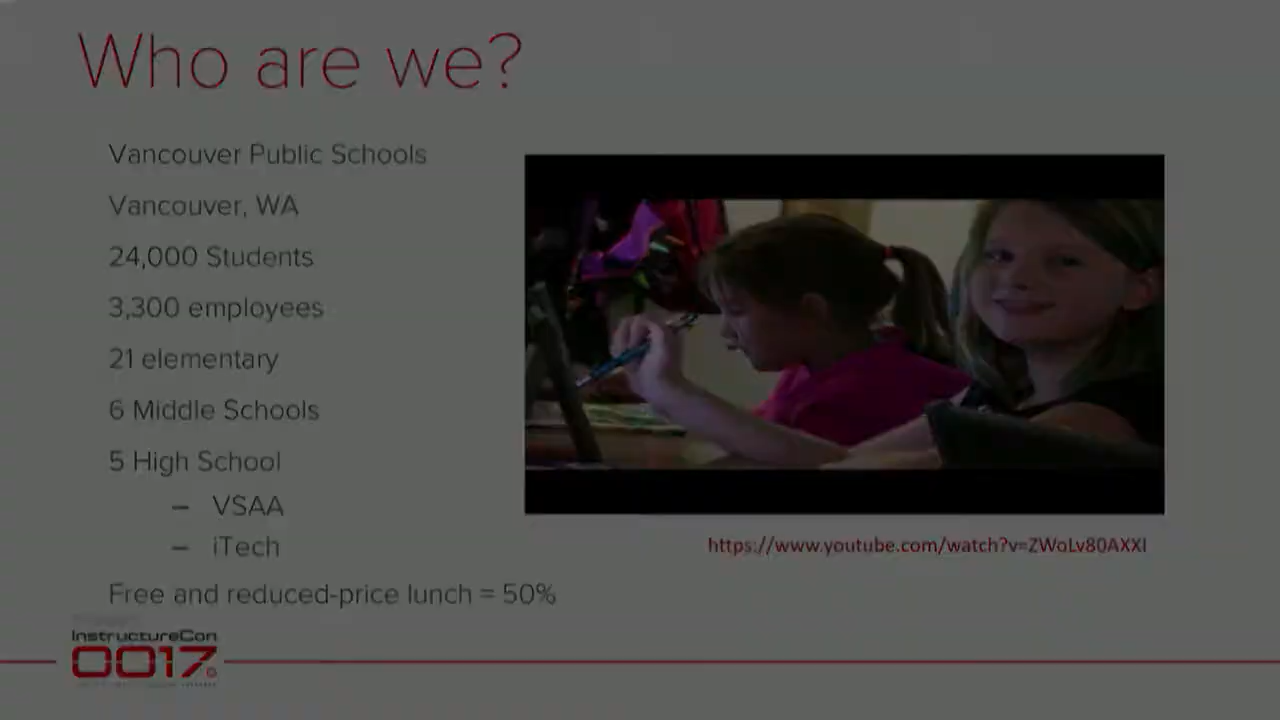 Who are we?
Vancouver Public Schools
Vancouver, WA
24,000 Students
3,300 employees
21 elementary
6 Middle Schools
5 High School
– VSAA
– iTech
https://www.youtube.com/watch?v=ZWoLv80AXXI
Free and reduced-price lunch = 50%
InstructureCon
0017